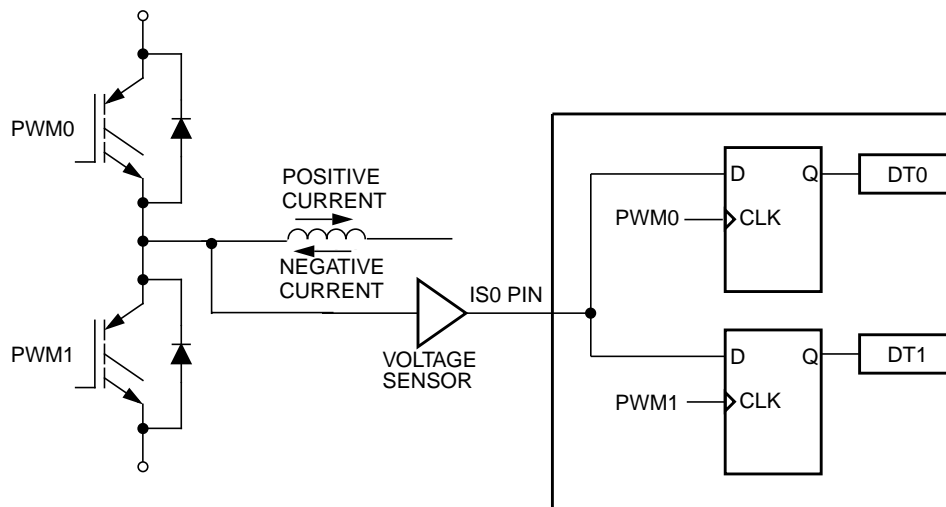 PWM0
POSITIVE
CURRENT
NEGATIVE
CURRENT
PWM1
VOLTAGE
SENSOR
IS0 PIN
D
Q
DT0
PWM0
CLK
D
Q
DT1
PWM1
CLK